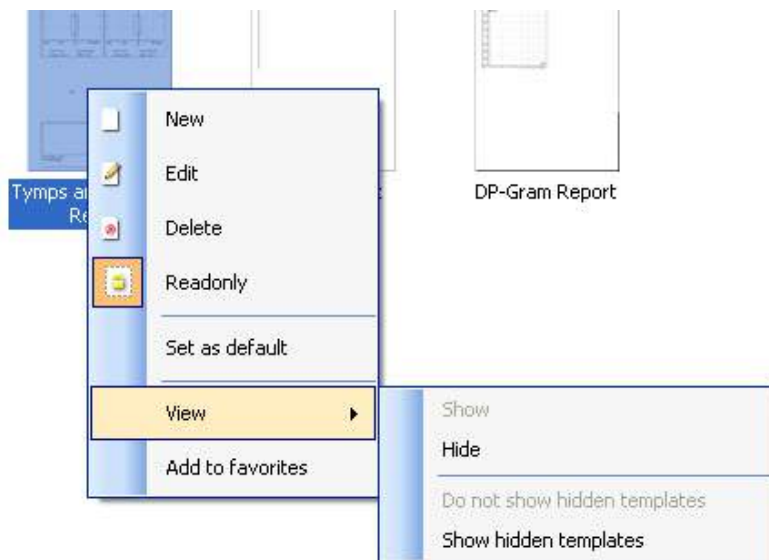 Tymps a
Re
DP-Gram Report
New
Edit
Delete
Readonly
Set as default
View
Add to favorites
Show
Hide
Do not show hidden templates
Show hidden templates